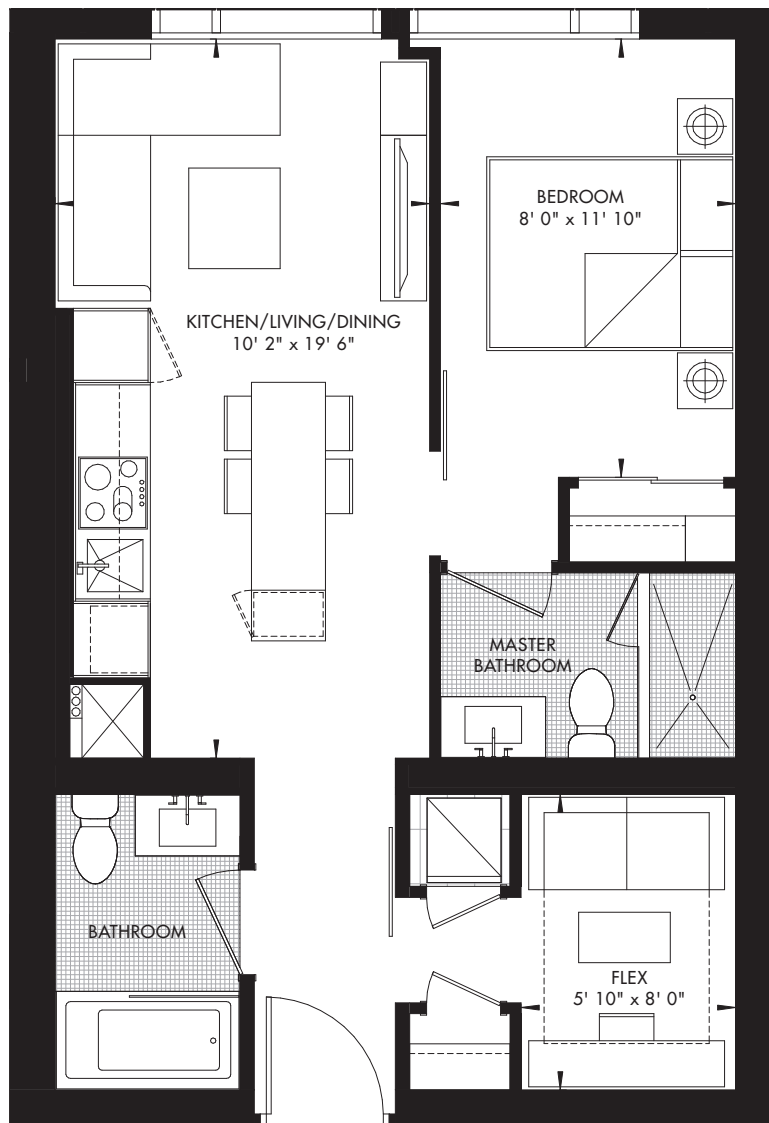 BEDROOM
8' 0" x 11' 10"
KITCHEN/LIVING/DINING
10' 2" x 19' 6"
MASTER
BATHROOM
BATHROOM
FLEX
5' 10" x 8' 0"